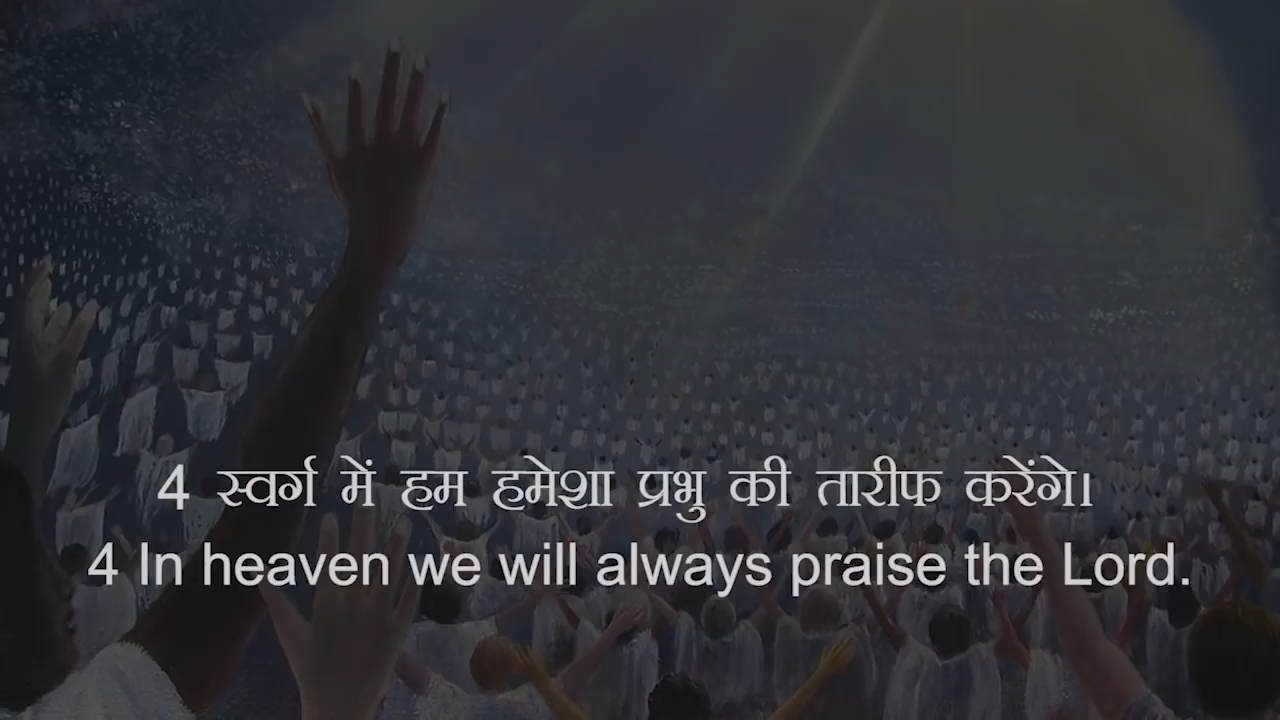 4 स्वर्ग में हम हमेशा प्रभु की तारीफ करेंगे।
4 In heaven we will always praise the Lord.